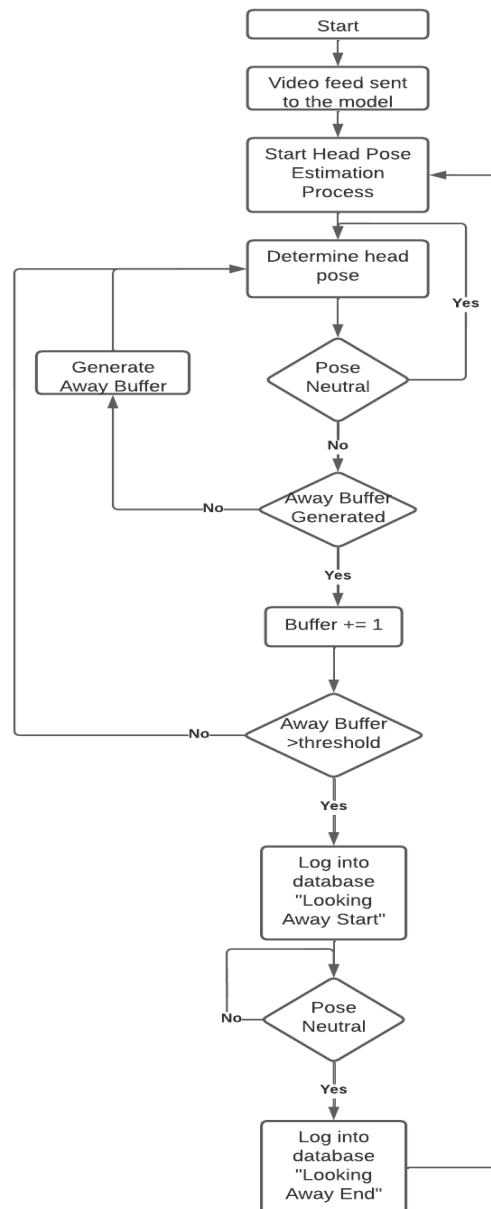 Start
Video feed sent
to the model
Start Head Pose
Estimation
Process
Determine head
pose
Yes
Generate
Away Buffer
Pose
Neutral
No
Away Buffer
Generated
No
Yes
Buffer += 1
Away Buffer
>threshold
No
Yes
Log into
database
"Looking
Away Start"
Pose
Neutral
No
Yes
Log into
database
"Looking
Away End"